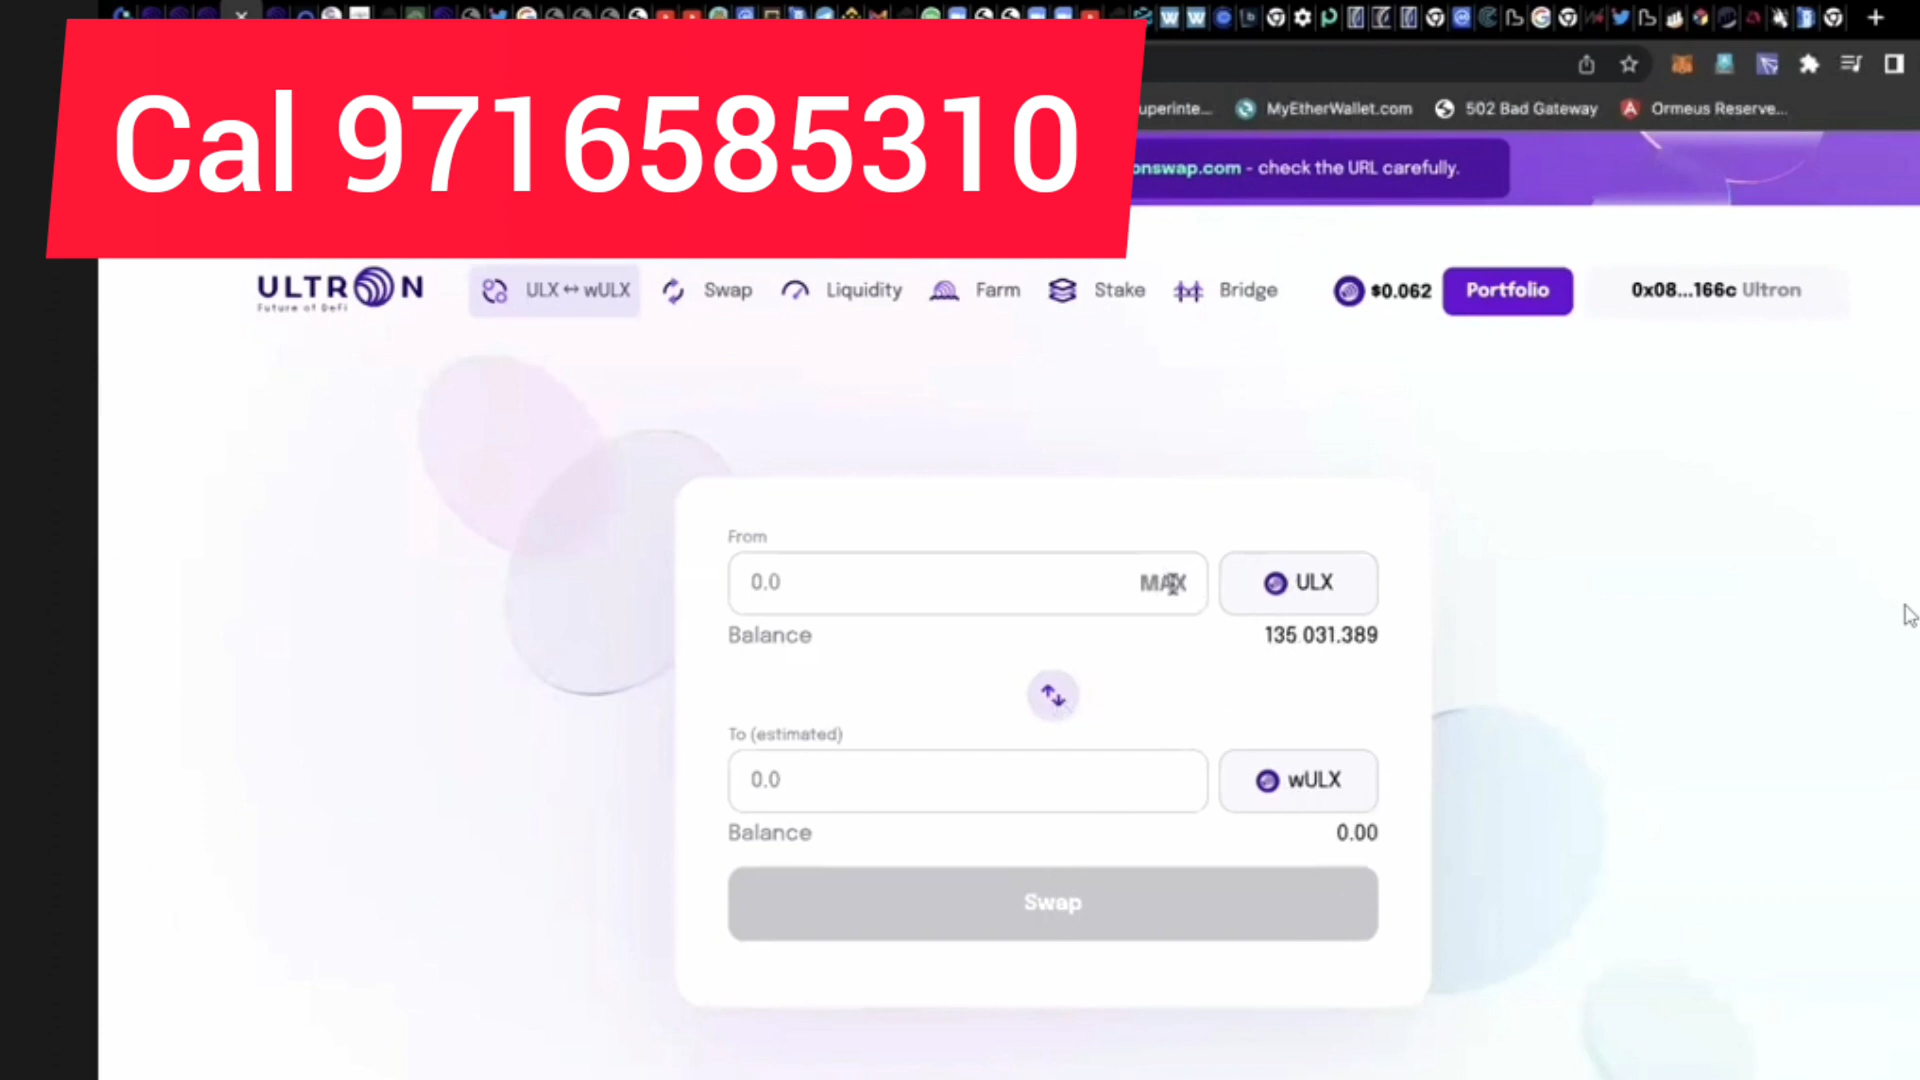 Cal 9716585310
uperinte... MyEtherWallet.com 502 Bad Gateway Ormeus Reserve...
onswap.com - check the URL carefully.
ULTRON ULX ↔ wULX Swap Liquidity Farm Stake Bridge $0.062 Portfolio 0x08...166c Ultron
Future of DeFi
From
0.0 MAX ULX
Balance 135 031.389
To (estimated)
0.0 wULX
Balance 0.00
Swap